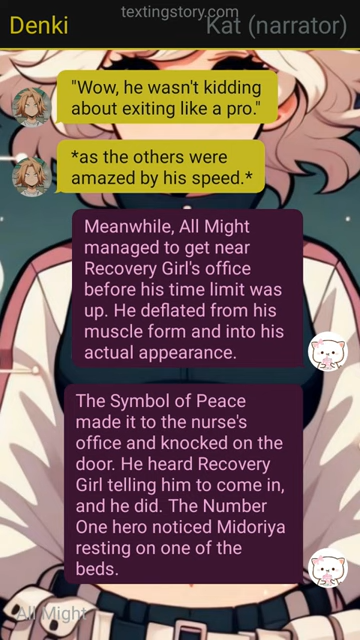 textingstory.com
Denki
Kat (narrator)
"Wow, he wasn't kidding
about exiting like a pro."
*as the others were
amazed by his speed.*
Meanwhile, All Might
managed to get near
Recovery Girl's office
before his time limit was
up. He deflated from his
muscle form and into his
actual appearance.
The Symbol of Peace
made it to the nurse's
office and knocked on the
door. He heard Recovery
Girl telling him to come in,
and he did. The Number
One hero noticed Midoriya
resting on one of the
beds.
All Might